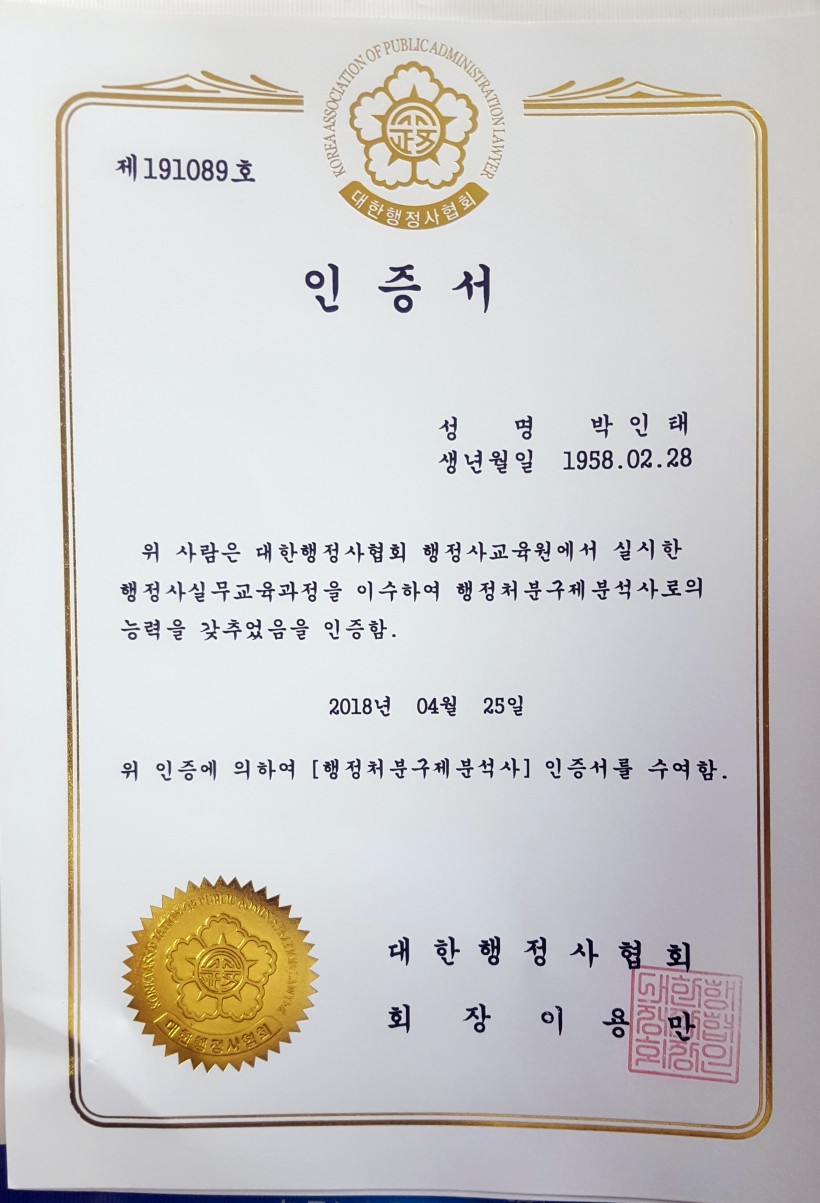 KOREA ASSOCIATION OF PUBLIC ADMINISTRATION LAWYER
대한행정사협회
제191089호
인증서
성 명 박인태
생년월일 1958.02.28
위 사람은 대한행정사협회 행정사교육원에서 실시한
행정사실무교육과정을 이수하여 행정처분구제분석사로의
능력을 갖추었음을 인증함.
2018년 04월 25일
위 인증에 의하여 [행정처분구제분석사] 인증서를 수여함.
KOREA ASSOCIATION OF PUBLIC ADMINISTRATION LAWYER
대한행정사협회
대한행정사협회
회장 이용만